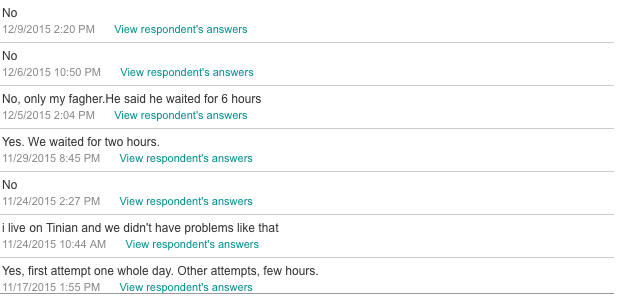 No
12/9/2015 2:20 PM View respondent's answers
No
12/6/2015 10:50 PM View respondent's answers
No, only my fagher.He said he waited for 6 hours
12/5/2015 2:04 PM View respondent's answers
Yes. We waited for two hours.
11/29/2015 8:45 PM View respondent's answers
No
11/24/2015 2:27 PM View respondent's answers
i live on Tinian and we didn't have problems like that
11/24/2015 10:44 AM View respondent's answers
Yes, first attempt one whole day. Other attempts, few hours.
11/17/2015 1:55 PM View respondent's answers